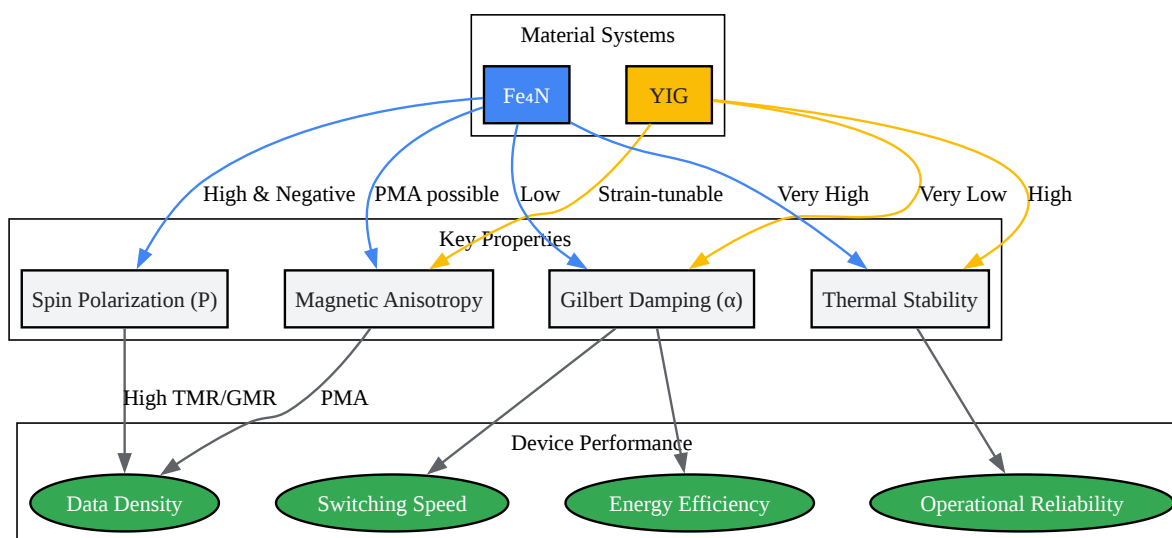 Material Systems
Fe₄N
YIG
High & Negative
PMA possible
Low
Strain-tunable
Very High
Very Low
High
Key Properties
Spin Polarization (P)
Magnetic Anisotropy
Gilbert Damping (α)
Thermal Stability
High TMR/GMR
PMA
Device Performance
Data Density
Switching Speed
Energy Efficiency
Operational Reliability